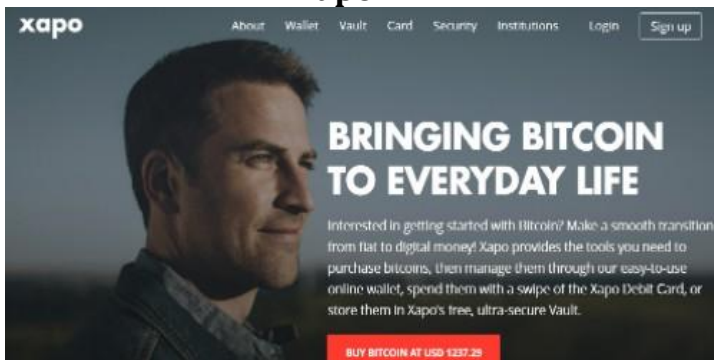 xapo
About Wallet Vault Card Security Institutions Login Sign up
BRINGING BITCOIN
TO EVERYDAY LIFE
Interested in getting started with Bitcoin? Make a smooth transition
from fiat to digital money! Xapo provides the tools you need to
purchase bitcoins, then manage them through our easy-to-use
online wallet, spend them with a swipe of the Xapo Debit Card, or
store them in Xapo's free, ultra-secure Vault.
BUY BITCOIN AT USD 1237.29